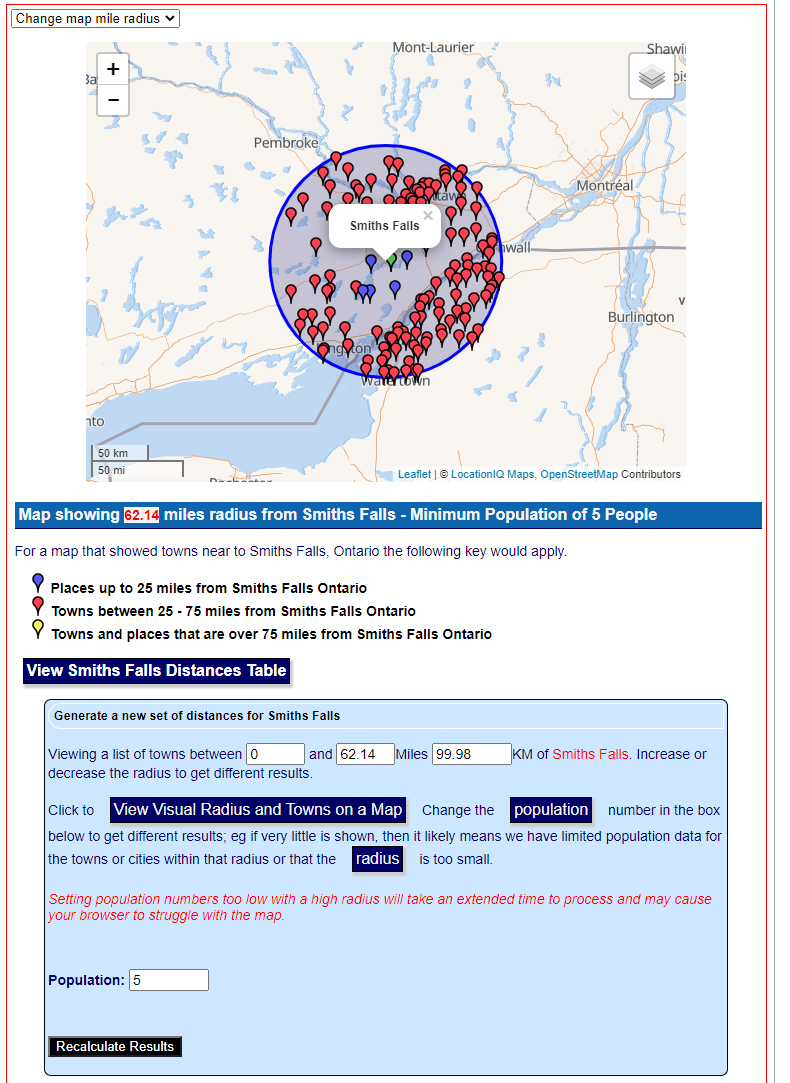 Change map mile radius
Mont-Laurier
+
−
Pembroke
Montréal
Smiths Falls
×
Burlington
Watertown
50 km
50 mi
Leaflet | © LocationIQ Maps, OpenStreetMap Contributors
Map showing 62.14 miles radius from Smiths Falls - Minimum Population of 5 People
For a map that showed towns near to Smiths Falls, Ontario the following key would apply.
Places up to 25 miles from Smiths Falls Ontario
Towns between 25 - 75 miles from Smiths Falls Ontario
Towns and places that are over 75 miles from Smiths Falls Ontario
View Smiths Falls Distances Table
Generate a new set of distances for Smiths Falls
Viewing a list of towns between 0 and 62.14 Miles 99.98 KM of Smiths Falls. Increase or
decrease the radius to get different results.
Click to View Visual Radius and Towns on a Map Change the population number in the box
below to get different results; eg if very little is shown, then it likely means we have limited population data for
the towns or cities within that radius or that the radius is too small.
Setting population numbers too low with a high radius will take an extended time to process and may cause
your browser to struggle with the map.
Population: 5
Recalculate Results